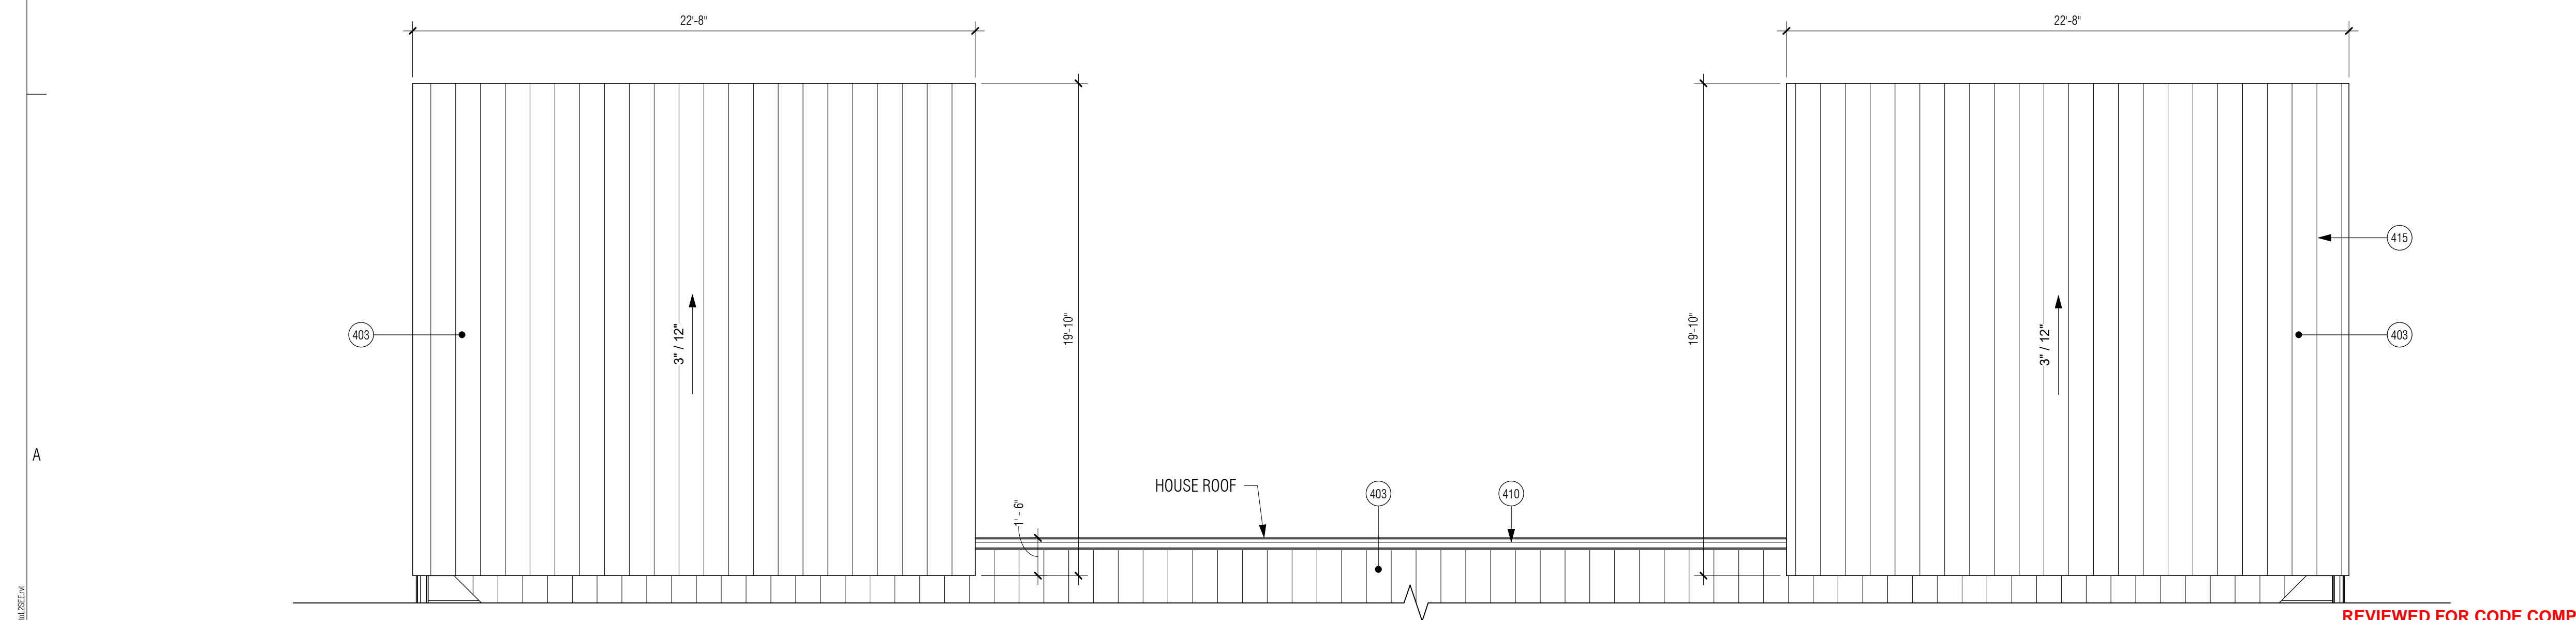 22'-8"
22'-8"
415
403
3" / 12"
19'-10"
19'-10"
3" / 12"
403
A
HOUSE ROOF
403
410
1' - 6"
REVIEWED FOR CODE COMP